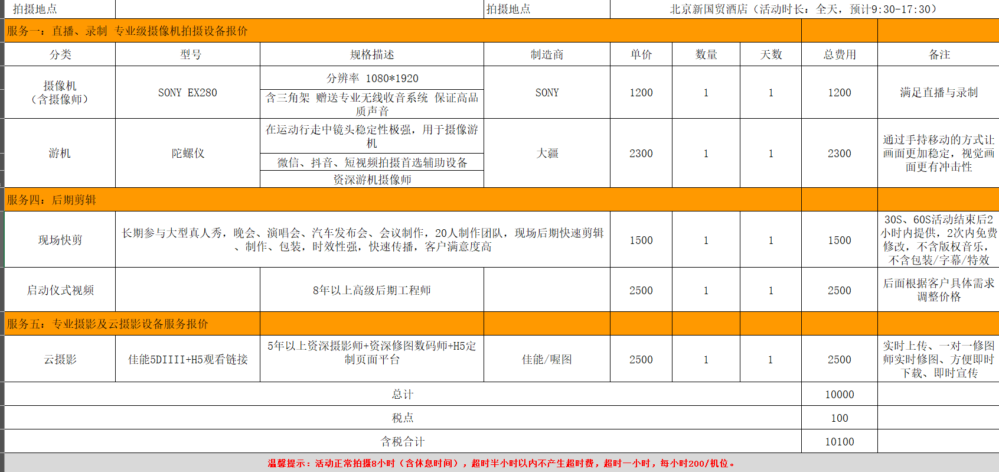 拍摄地点
拍摄地点
北京新国贸酒店（活动时长：全天，预计9:30-17:30）
服务一：直播、录制 专业级摄像机拍摄设备报价
分类
型号
规格描述
制造商
单价
数量
天数
总费用
备注
摄像机
（含摄像师）
SONY EX280
分辨率 1080*1920
含三角架 赠送专业无线收音系统 保证高品
质声音
SONY
1200
1
1
1200
满足直播与录制
游机
陀螺仪
在运动行走中镜头稳定性极强，用于摄像游
机
微信、抖音、短视频拍摄首选辅助设备
资深游机摄像师
大疆
2300
1
1
2300
通过手持移动的方式让
画面更加稳定，视觉画
面更有冲击性
服务四：后期剪辑
现场快剪
长期参与大型真人秀，晚会、演唱会、汽车发布会、会议制作，20人制作团队，现场后期快速剪辑
、制作、包装，时效性强，快速传播，客户满意度高
1500
1
1
1500
30S、60S活动结束后2
小时内提供，2次内免费
修改，不含版权音乐，
不含包装/字幕/特效
启动仪式视频
8年以上高级后期工程师
2500
1
1
2500
后面根据客户具体需求
调整价格
服务五：专业摄影及云摄影设备服务报价
云摄影
佳能5DIIII+H5观看链接
5年以上资深摄影师+资深修图数码师+H5定
制页面平台
佳能/喔图
2500
1
1
2500
实时上传、一对一修图
师实时修图、方便即时
下载、即时宣传
总计
10000
税点
100
含税合计
10100
温馨提示：活动正常拍摄8小时（含休息时间），超时半小时以内不产生超时费，超时一小时，每小时200/机位。